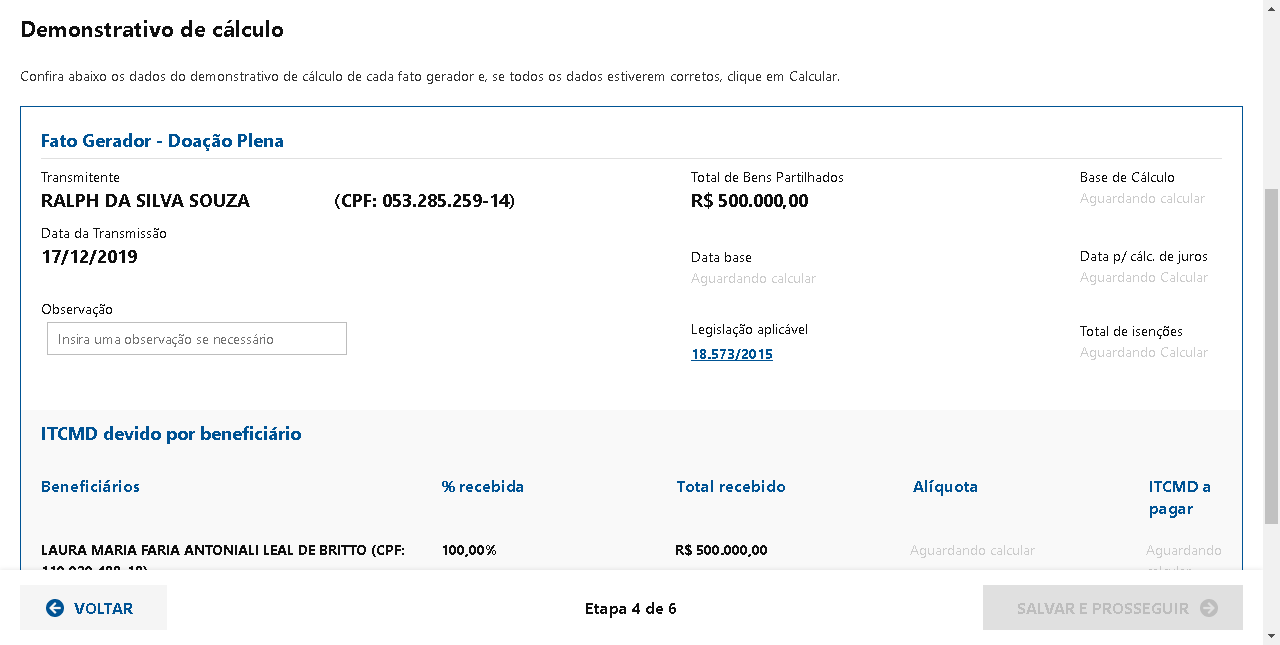 Demonstrativo de cálculo
Confira abaixo os dados do demonstrativo de cálculo de cada fato gerador e, se todos os dados estiverem corretos, clique em Calcular.
Fato Gerador - Doação Plena
Transmitente
RALPH DA SILVA SOUZA (CPF: 053.285.259-14)
Data da Transmissão
17/12/2019
Observação
Insira uma observação se necessário
Total de Bens Partilhados
R$ 500.000,00
Data base
Aguardando calcular
Legislação aplicável
18.573/2015
Base de Cálculo
Aguardando calcular
Data p/ cálc. de juros
Aguardando Calcular
Total de isenções
Aguardando Calcular
ITCMD devido por beneficiário
Beneficiários % recebida Total recebido Alíquota ITCMD a
pagar
LAURA MARIA FARIA ANTONIALI LEAL DE BRITTO (CPF: 100,00% R$ 500.000,00 Aguardando calcular Aguardando
VOLTAR Etapa 4 de 6 SALVAR E PROSSEGUIR